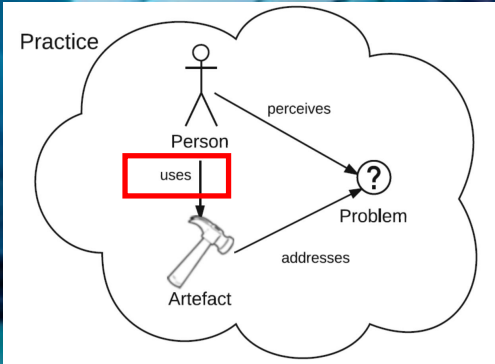 Practice
perceives
Person
uses
?
Problem
addresses
Artefact